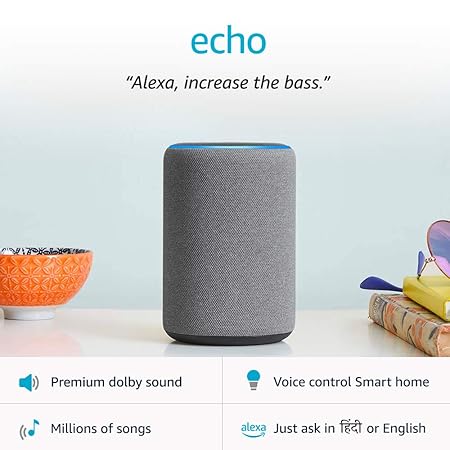 echo
“Alexa, increase the bass.”
Premium dolby sound
Voice control Smart home
Millions of songs
alexa
Just ask in हिंदी or English